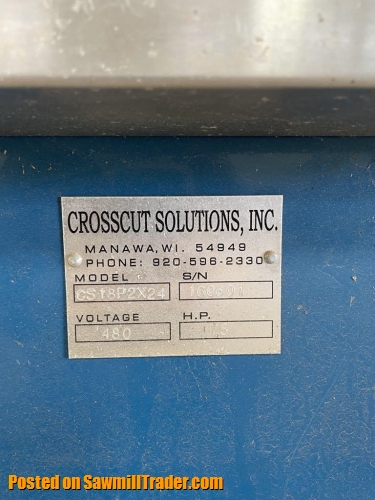 CROSSCUT SOLUTIONS, INC.
MANAWA, WI. 54949
PHONE: 920-596-2330
MODEL S/N
CS18P2X24
VOLTAGE H.P.
480
Posted on SawmillTrader.com